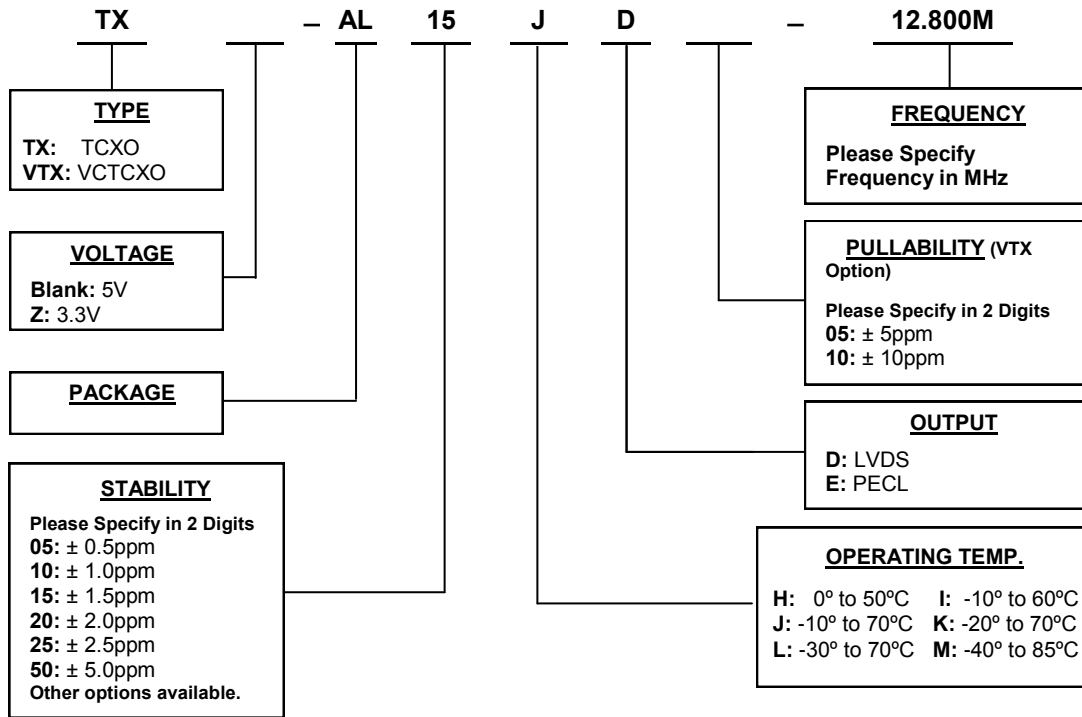 TX – AL 15 J D – 12.800M
TYPE
TX: TCXO
VTX: VCTCXO
VOLTAGE
Blank: 5V
Z: 3.3V
PACKAGE
STABILITY
Please Specify in 2 Digits
05: ± 0.5ppm
10: ± 1.0ppm
15: ± 1.5ppm
20: ± 2.0ppm
25: ± 2.5ppm
50: ± 5.0ppm
Other options available.
FREQUENCY
Please Specify
Frequency in MHz
PULLABILITY (VTX
Option)
Please Specify in 2 Digits
05: ± 5ppm
10: ± 10ppm
OUTPUT
D: LVDS
E: PECL
OPERATING TEMP.
H: 0º to 50ºC I: -10º to 60ºC
J: -10º to 70ºC K: -20º to 70ºC
L: -30º to 70ºC M: -40º to 85ºC